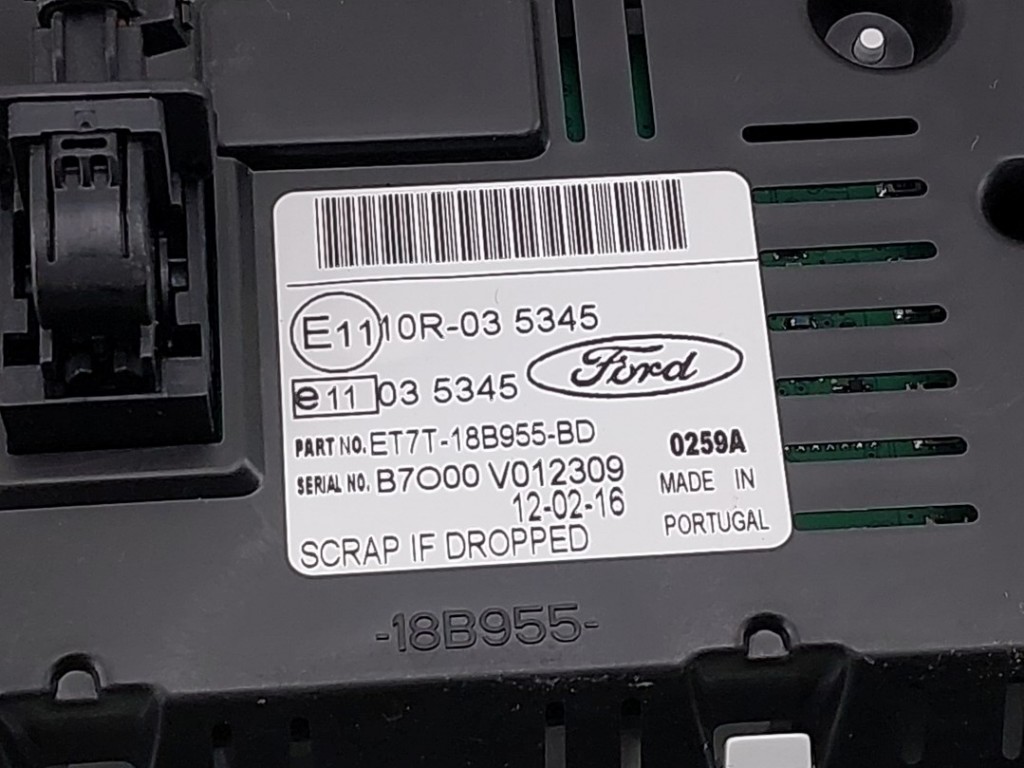 E11 10R-03 5345
e11 03 5345
Ford
PART NO. ET7T-18B955-BD
0259A
SERIAL NO. B7O00 V012309
MADE IN
12-02-16
PORTUGAL
SCRAP IF DROPPED
-18B955-